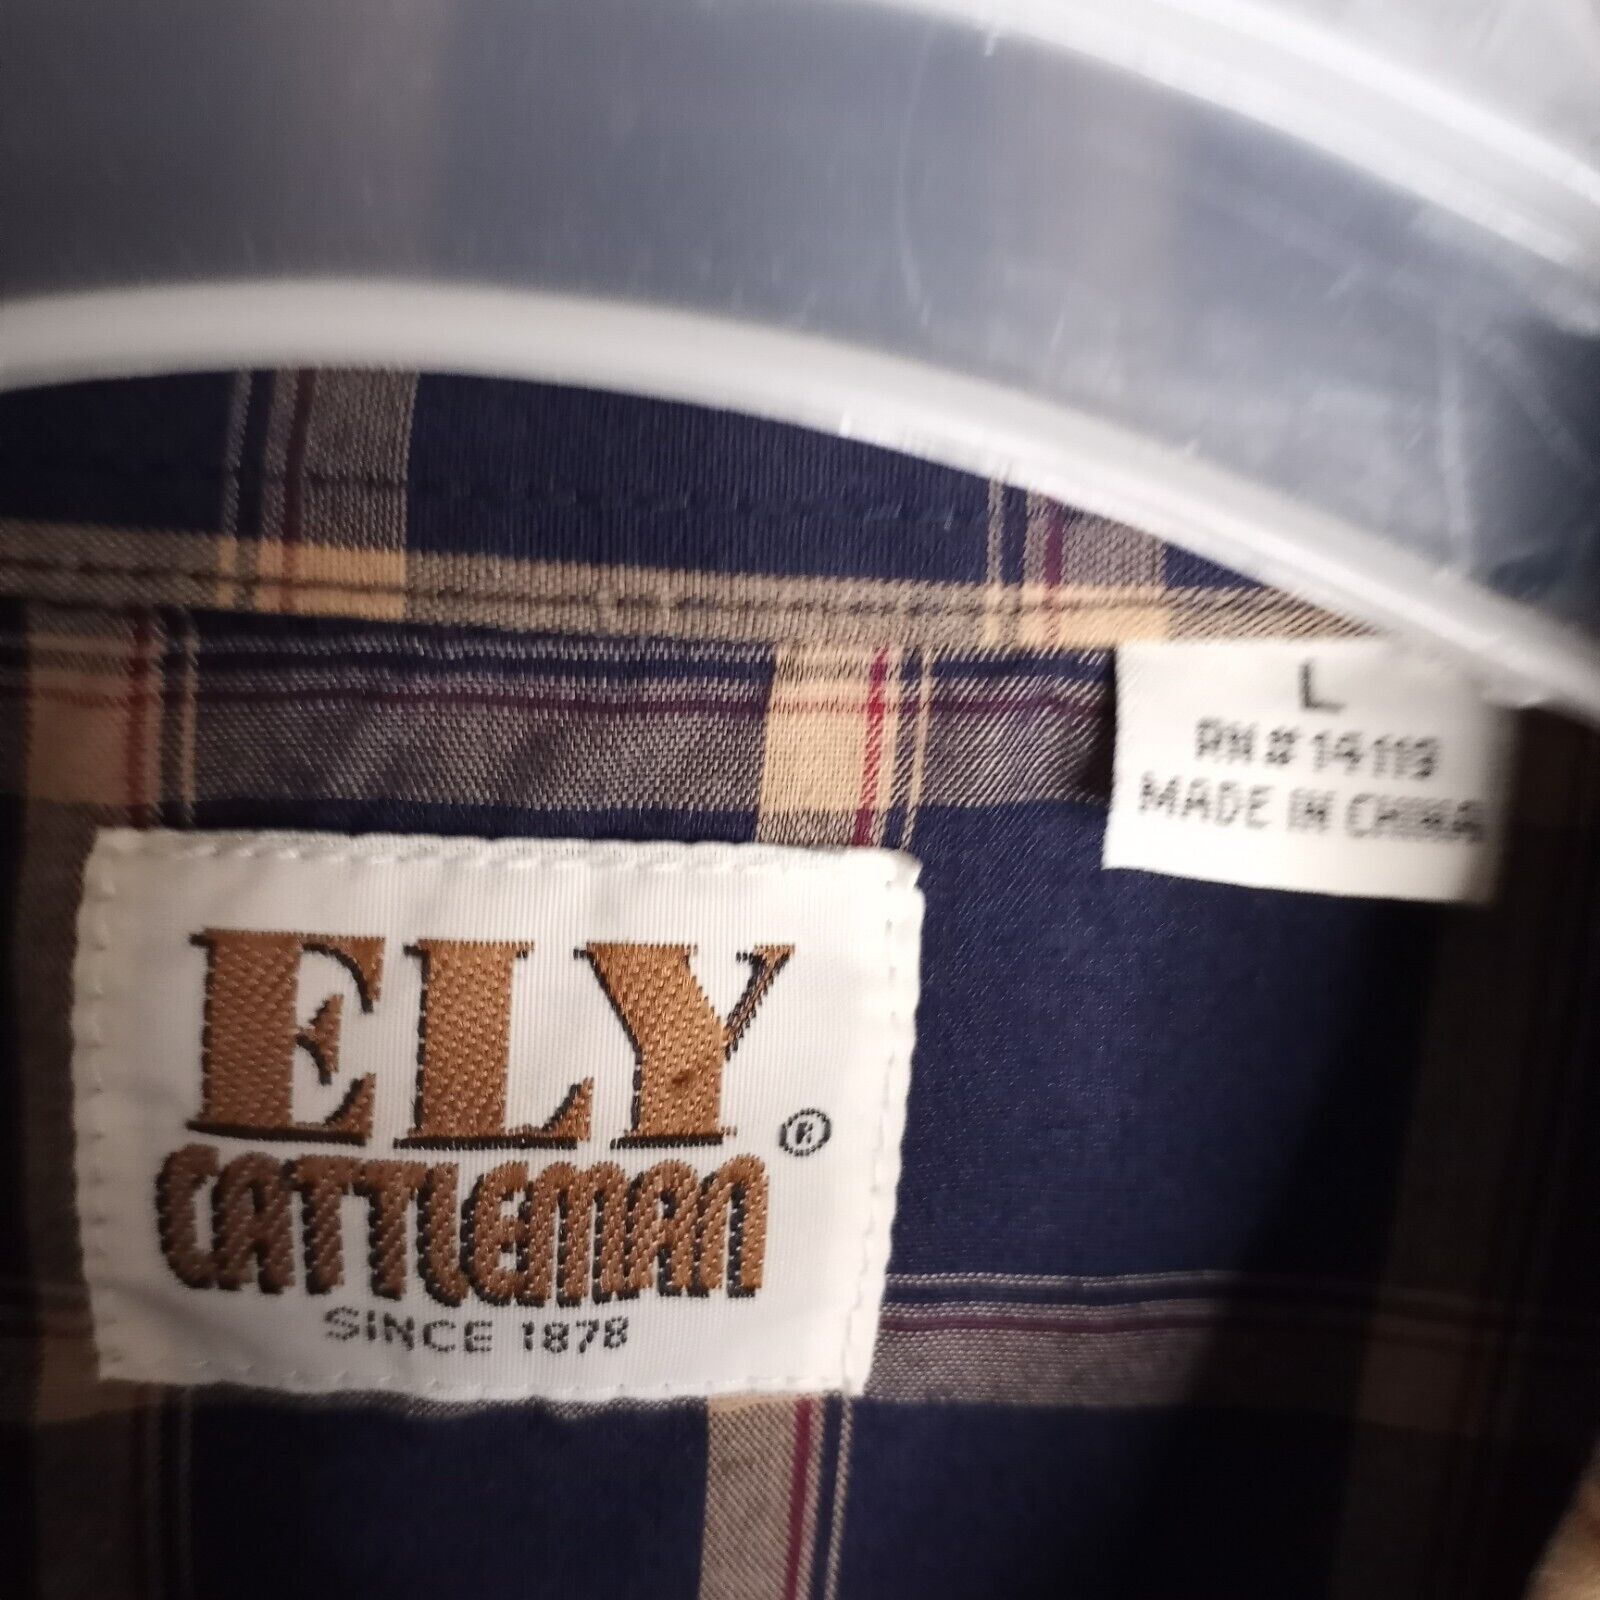 L
RN # 14119
MADE IN CHINA
ELY
CATTLEMAN ®
SINCE 1878